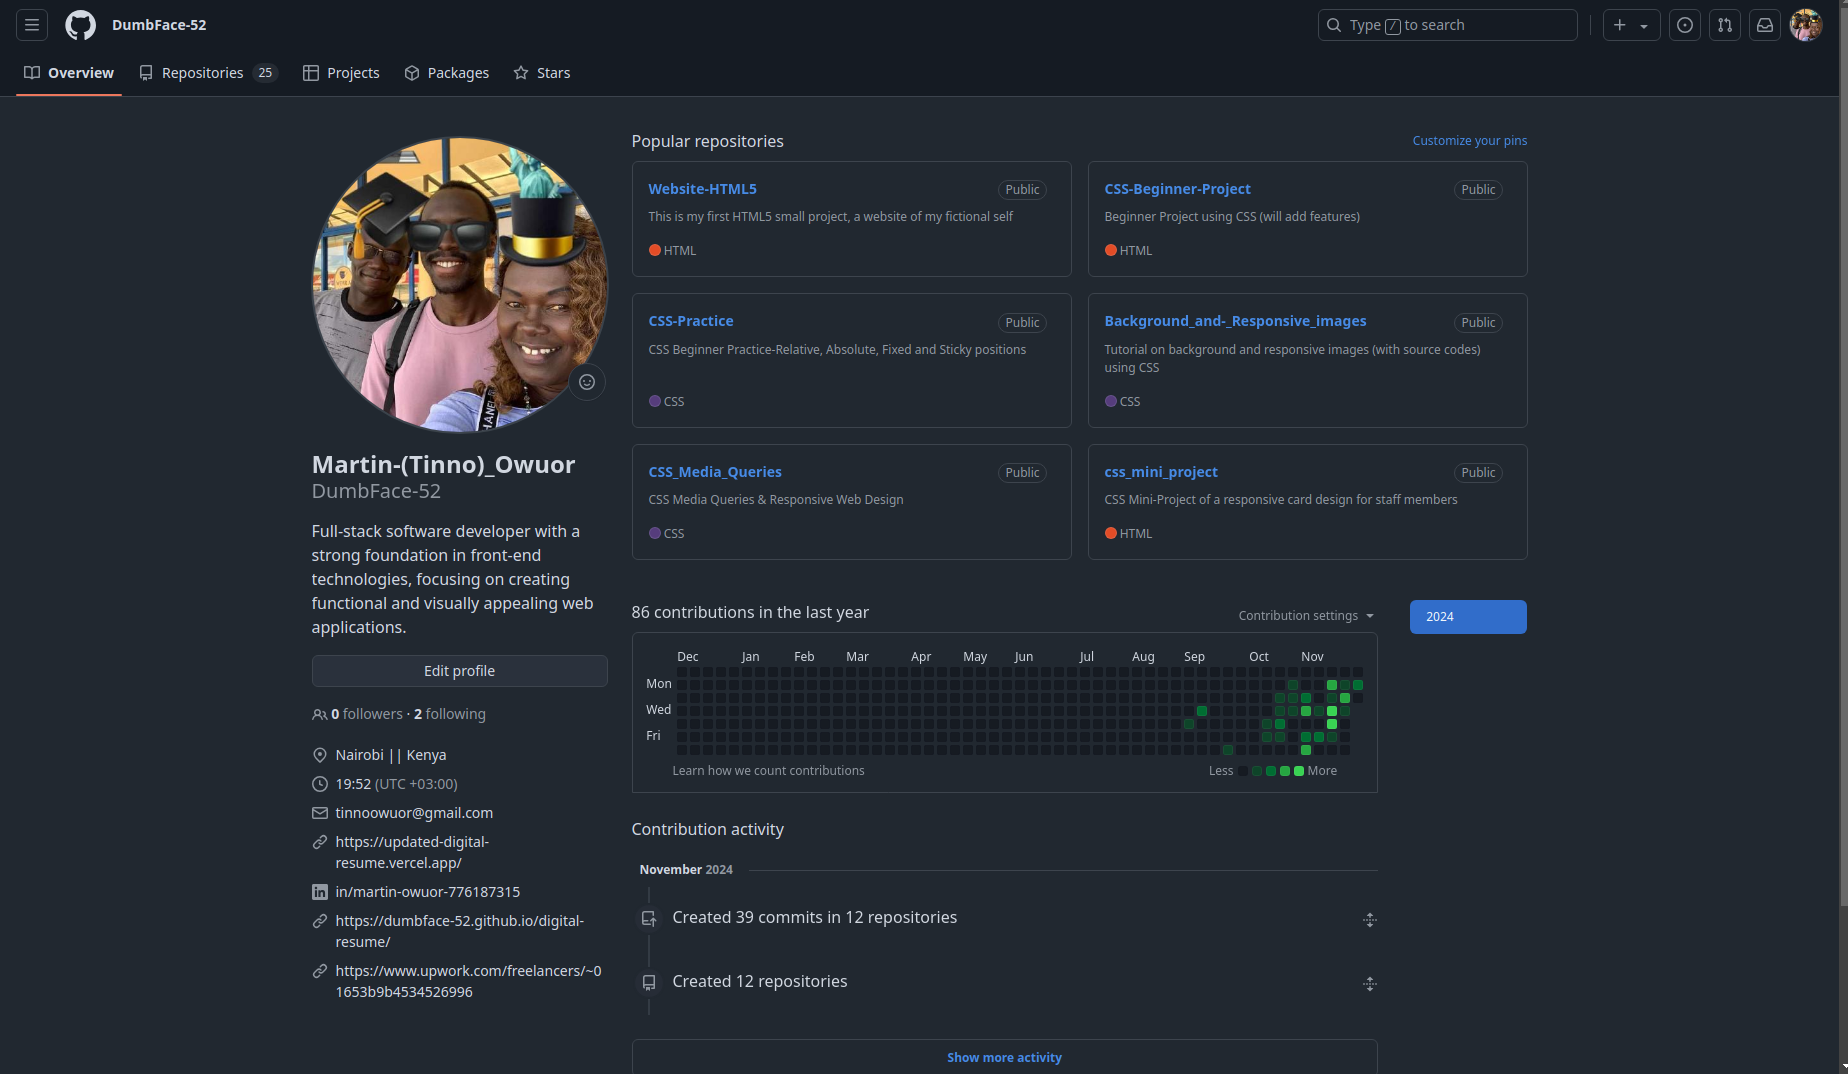 DumbFace-52
Type / to search
Overview
Repositories 25
Projects
Packages
Stars
Martin-(Tinno)_Owuor
DumbFace-52
Full-stack software developer with a
strong foundation in front-end
technologies, focusing on creating
functional and visually appealing web
applications.
Edit profile
0 followers · 2 following
Nairobi || Kenya
19:52 (UTC +03:00)
tinnoowuor@gmail.com
https://updated-digital-
resume.vercel.app/
in/martin-owuor-776187315
https://dumbface-52.github.io/digital-
resume/
https://www.upwork.com/freelancers/~0
1653b9b4534526996
Popular repositories
Customize your pins
Website-HTML5
Public
This is my first HTML5 small project, a website of my fictional self
HTML
CSS-Beginner-Project
Public
Beginner Project using CSS (will add features)
HTML
CSS-Practice
Public
CSS Beginner Practice-Relative, Absolute, Fixed and Sticky positions
CSS
Background_and-_Responsive_images
Public
Tutorial on background and responsive images (with source codes)
using CSS
CSS
CSS_Media_Queries
Public
CSS Media Queries & Responsive Web Design
CSS
css_mini_project
Public
CSS Mini-Project of a responsive card design for staff members
HTML
86 contributions in the last year
Contribution settings
2024
Dec Jan Feb Mar Apr May Jun Jul Aug Sep Oct Nov
Mon
Wed
Fri
Learn how we count contributions
Less More
Contribution activity
November 2024
Created 39 commits in 12 repositories
Created 12 repositories
Show more activity